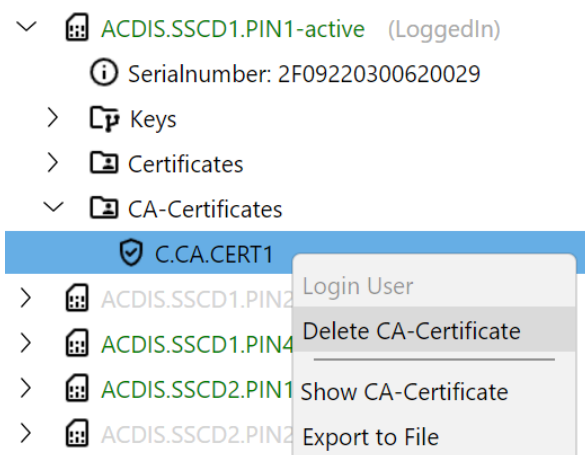 ACDIS.SSCD1.PIN1-active (LoggedIn)
Serialnumber: 2F09220300620029
Keys
Certificates
CA-Certificates
C.CA.CERT1
Login User
ACDIS.SSCD1.PIN2
Delete CA-Certificate
ACDIS.SSCD1.PIN4
Show CA-Certificate
ACDIS.SSCD2.PIN1
Export to File
ACDIS.SSCD2.PIN2